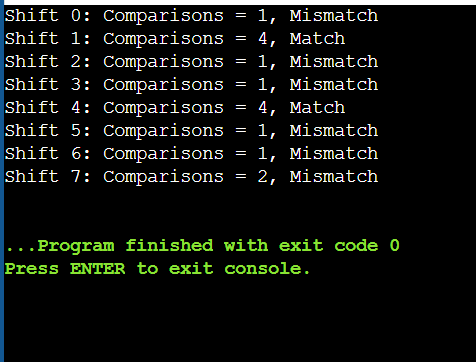 Shift 0: Comparisons = 1, Mismatch
Shift 1: Comparisons = 4, Match
Shift 2: Comparisons = 1, Mismatch
Shift 3: Comparisons = 1, Mismatch
Shift 4: Comparisons = 4, Match
Shift 5: Comparisons = 1, Mismatch
Shift 6: Comparisons = 1, Mismatch
Shift 7: Comparisons = 2, Mismatch
...Program finished with exit code 0
Press ENTER to exit console.